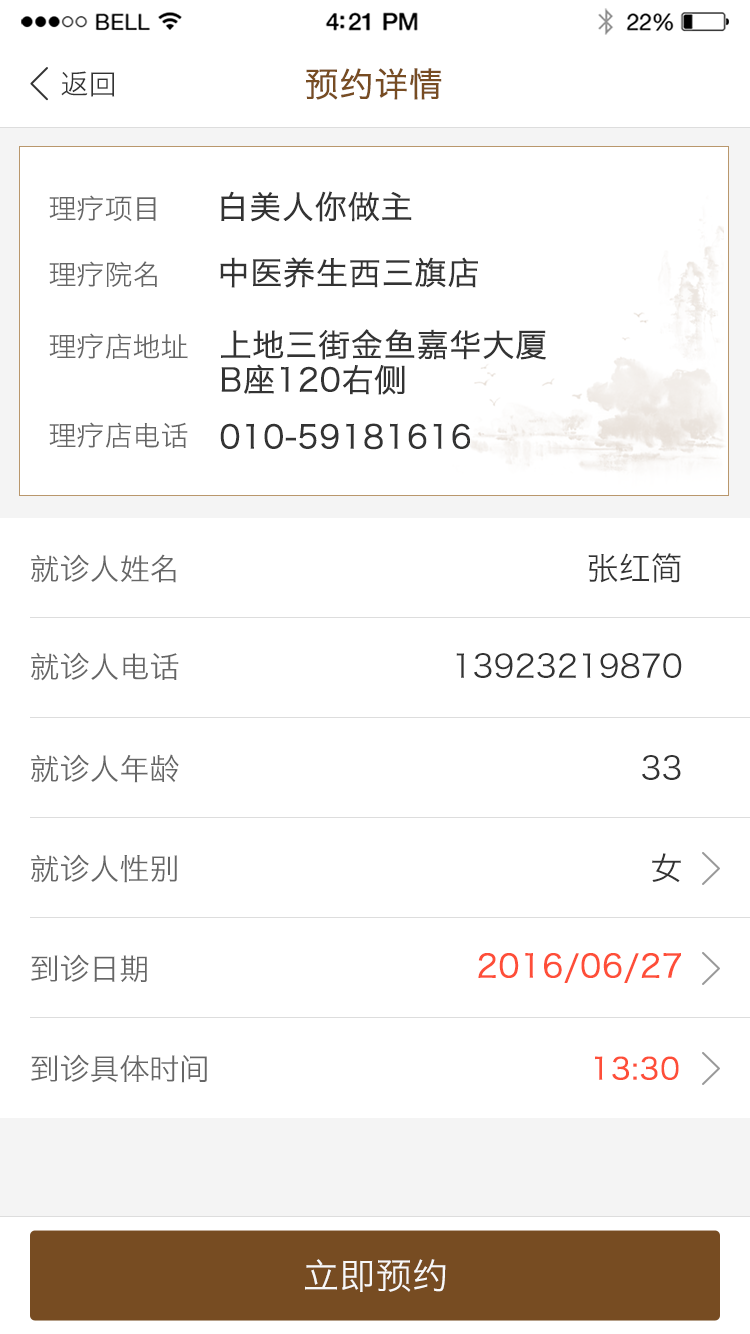 BELL 4:21 PM 22%
返回 预约详情
理疗项目 白美人你做主
理疗院名 中医养生西三旗店
理疗店地址 上地三街金鱼嘉华大厦
B座120右侧
理疗店电话 010-59181616
就诊人姓名 张红简
就诊人电话 13923219870
就诊人年龄 33
就诊人性别 女
到诊日期 2016/06/27
到诊具体时间 13:30
立即预约